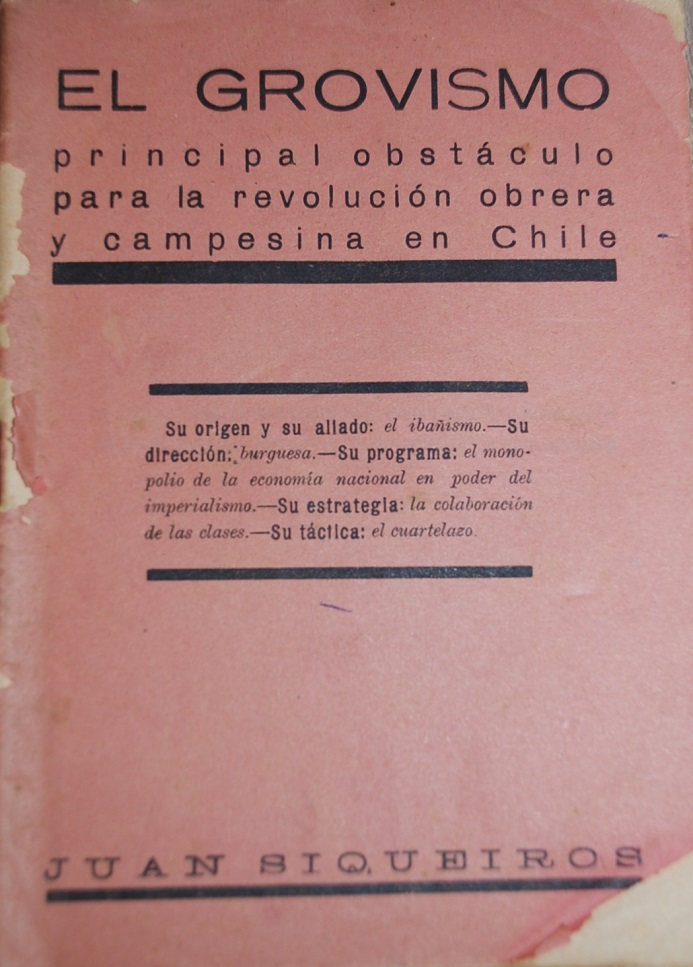 EL GROVISMO
principal obstáculo
para la revolución obrera
y campesina en Chile
Su origen y su aliado: el ibañismo.—Su
dirección: burguesa.—Su programa: el mono-
polio de la economía nacional en poder del
imperialismo.—Su estrategia: la colaboración
de las clases.—Su táctica: el cuartelazo.
JUAN SIQUEIROS